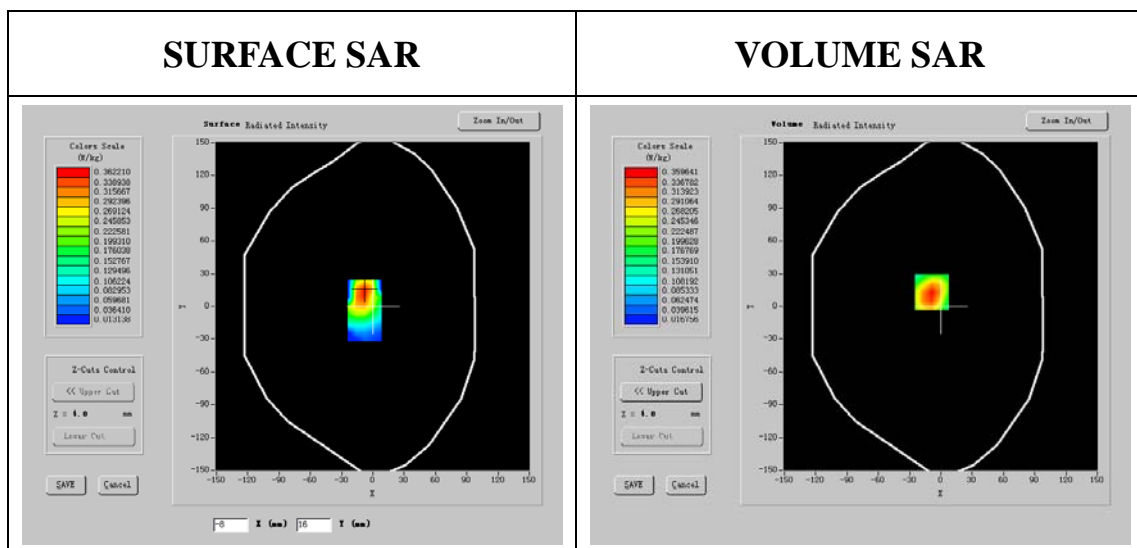 SURFACE SAR
VOLUME SAR
Surface Radiated Intensity
Zoom In/Out
Colors Scale
(W/kg)
0.362210
0.338938
0.315667
0.292396
0.269124
0.245853
0.222581
0.199310
0.176038
0.152767
0.129496
0.106224
0.082953
0.059681
0.036410
0.013138
150
120
90
60
30
0
-30
-60
-90
-120
-150
Y
-150 -120 -90 -60 -30 0 30 60 90 120 150
X
Z-Cuts Control
<< Upper Cut
Z = 4.0 mm
Lower Cut
SAVE Cancel
-8 X (mm) 16 Y (mm)
Volume Radiated Intensity
Zoom In/Out
Colors Scale
(W/kg)
0.359641
0.336782
0.313923
0.291064
0.268205
0.245346
0.222487
0.199628
0.176769
0.153910
0.131051
0.108192
0.085333
0.062474
0.039615
0.016756
150
120
90
60
30
0
-30
-60
-90
-120
-150
Y
-150 -120 -90 -60 -30 0 30 60 90 120 150
X
Z-Cuts Control
<< Upper Cut
Z = 4.0 mm
Lower Cut
SAVE Cancel